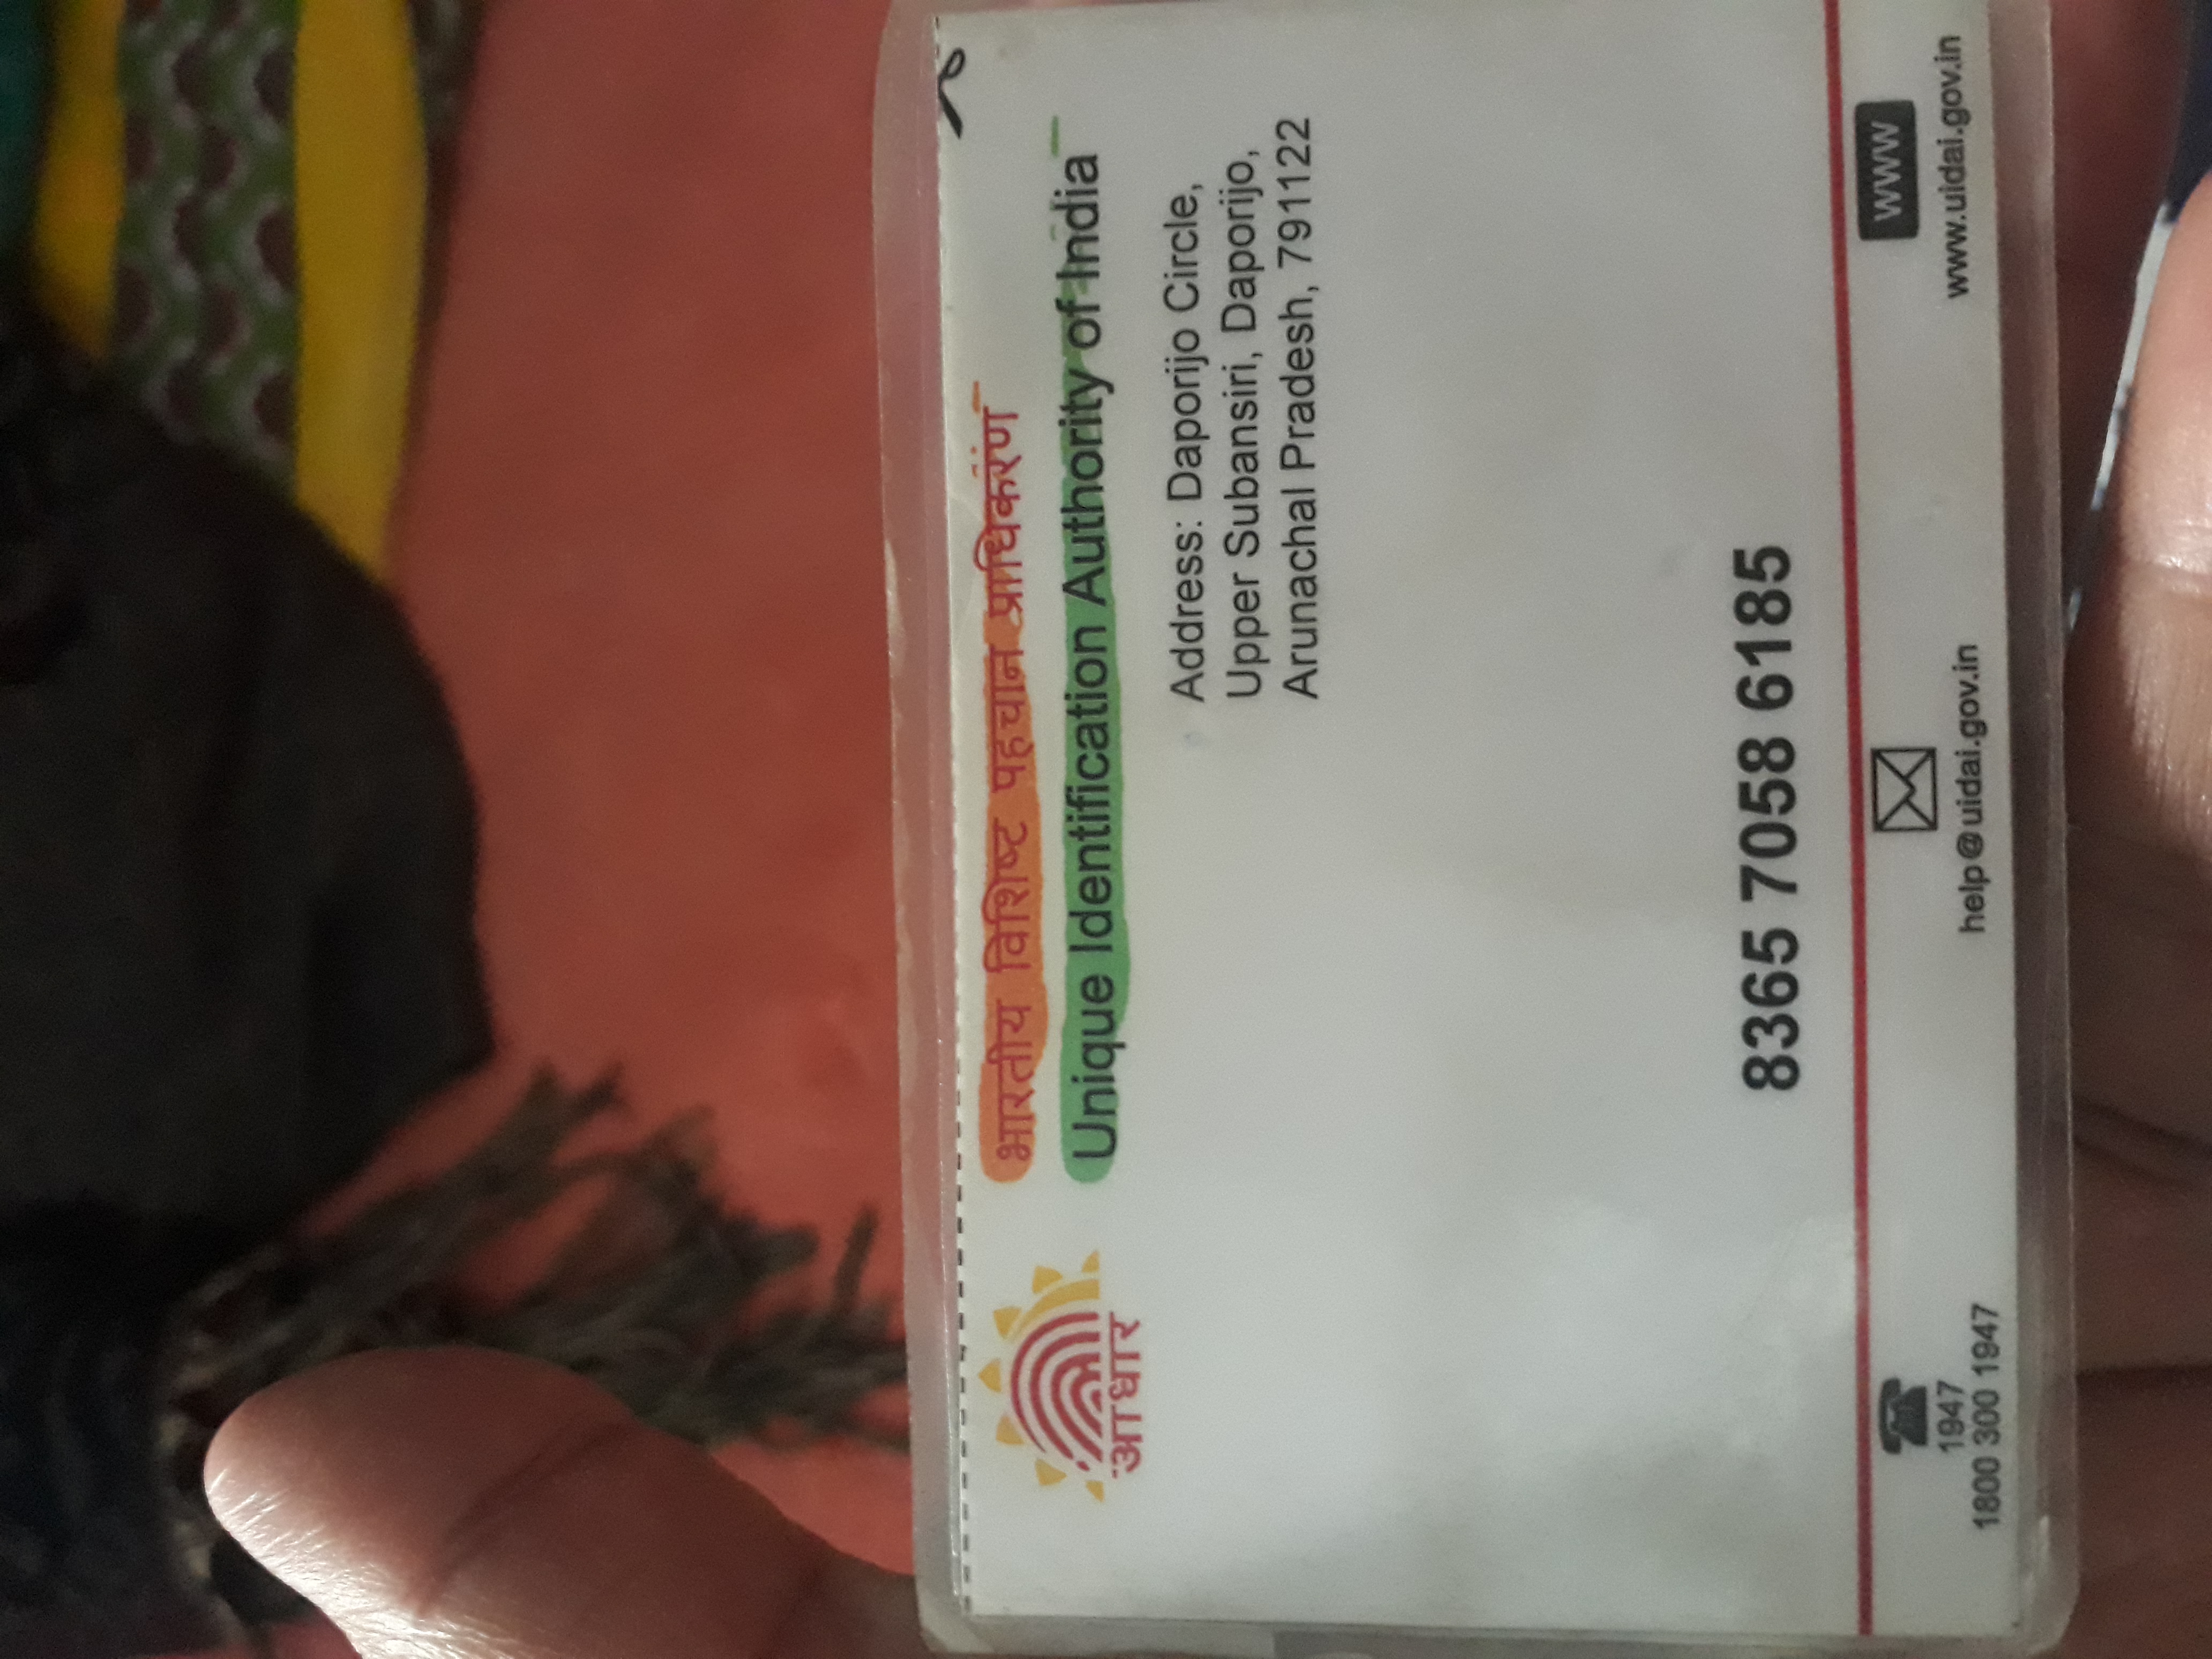 भारतीय विशिष्ट पहचान प्राधिकरण
Unique Identification Authority of India
आधार
Address: Daporijo Circle,
Upper Subansiri, Daporijo,
Arunachal Pradesh, 791122
8365 7058 6185
1947
1800 300 1947
help@uidai.gov.in
WWW
www.uidai.gov.in